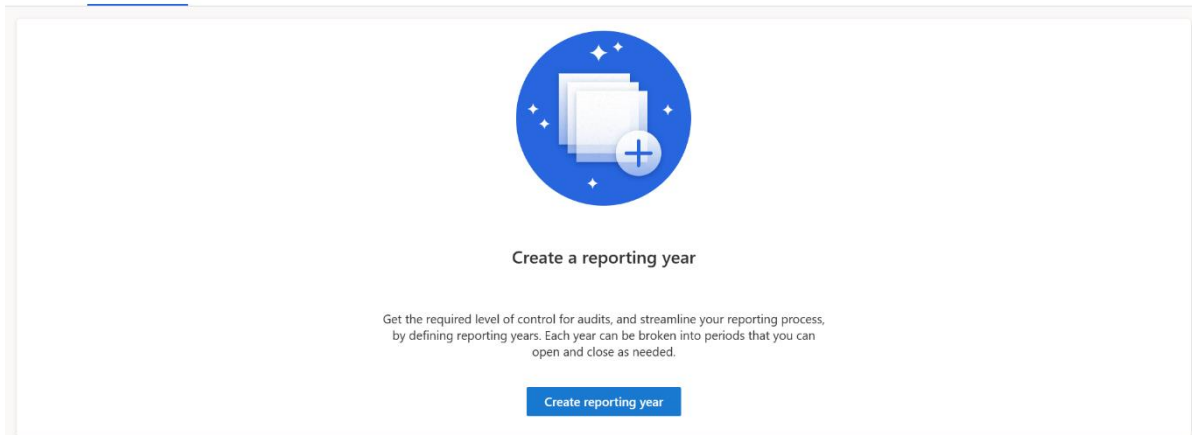 Create a reporting year
Get the required level of control for audits, and streamline your reporting process,
by defining reporting years. Each year can be broken into periods that you can
open and close as needed.
Create reporting year